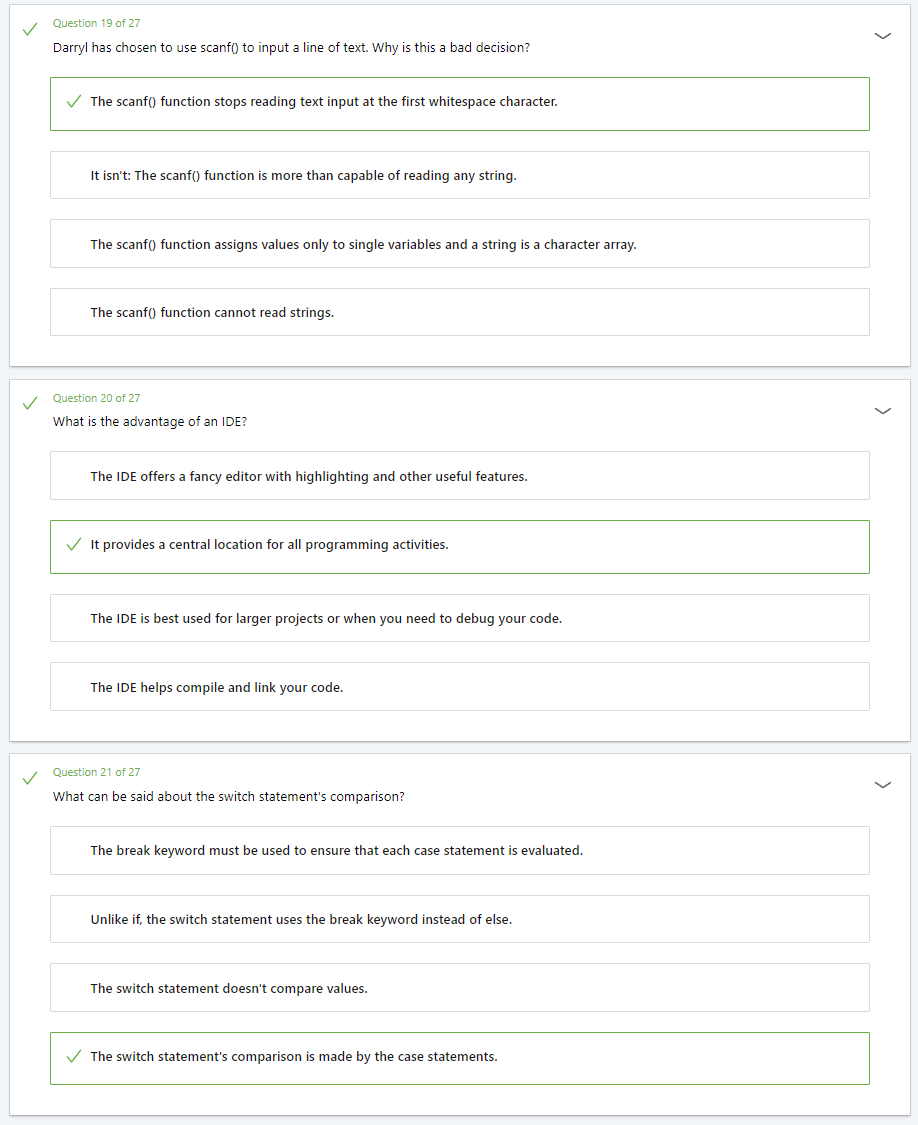 Question 19 of 27
Darryl has chosen to use scanf() to input a line of text. Why is this a bad decision?
The scanf() function stops reading text input at the first whitespace character.
It isn't: The scanf() function is more than capable of reading any string.
The scanf() function assigns values only to single variables and a string is a character array.
The scanf() function cannot read strings.
Question 20 of 27
What is the advantage of an IDE?
The IDE offers a fancy editor with highlighting and other useful features.
It provides a central location for all programming activities.
The IDE is best used for larger projects or when you need to debug your code.
The IDE helps compile and link your code.
Question 21 of 27
What can be said about the switch statement's comparison?
The break keyword must be used to ensure that each case statement is evaluated.
Unlike if, the switch statement uses the break keyword instead of else.
The switch statement doesn't compare values.
The switch statement's comparison is made by the case statements.